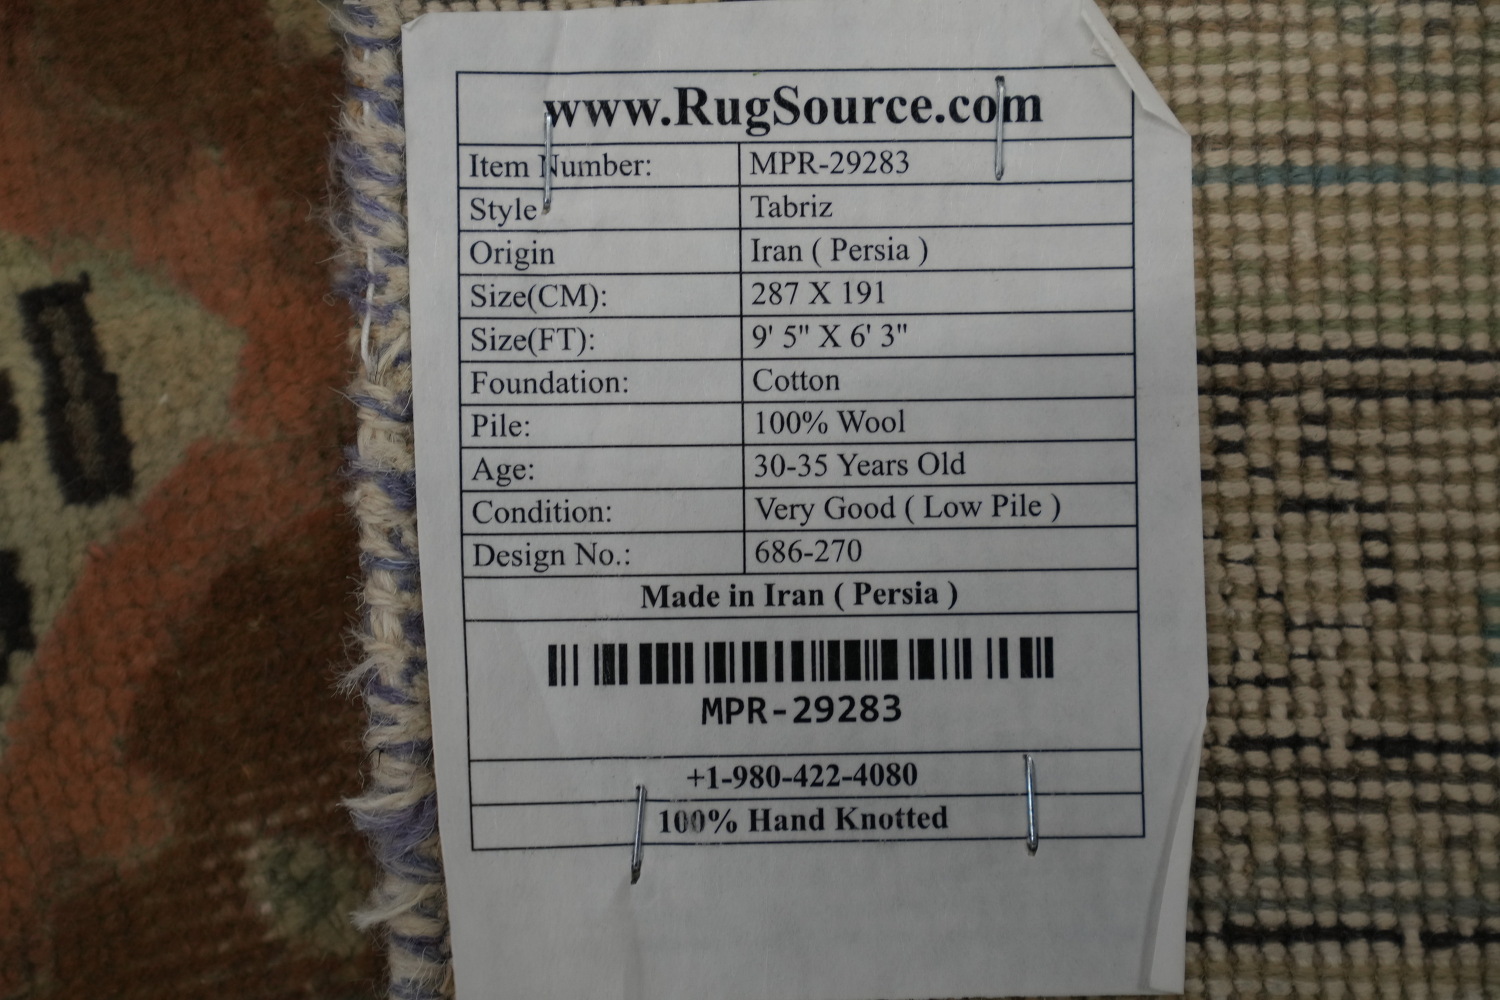 www.RugSource.com
Item Number: MPR-29283
Style Tabriz
Origin Iran ( Persia )
Size(CM): 287 X 191
Size(FT): 9' 5" X 6' 3"
Foundation: Cotton
Pile: 100% Wool
Age: 30-35 Years Old
Condition: Very Good ( Low Pile )
Design No.: 686-270
Made in Iran ( Persia )
MPR-29283
+1-980-422-4080
100% Hand Knotted